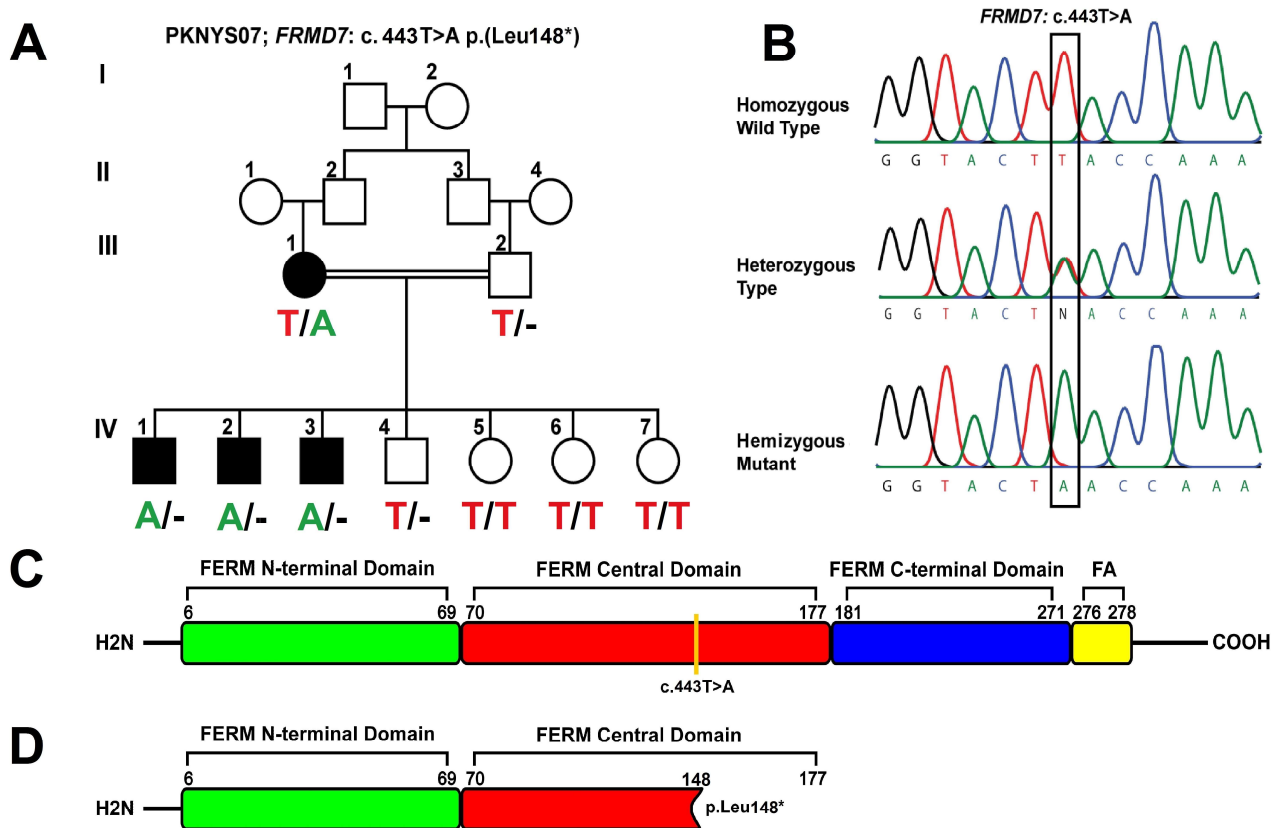 A
PKNYS07; FRMD7: c. 443T>A p.(Leu148*)
I
1 2
II
1 2 3 4
III
1 2
T/A T/-
IV
1 2 3 4 5 6 7
A/- A/- A/- T/- T/T T/T T/T
B
FRMD7: c.443T>A
Homozygous
Wild Type
G G T A C T T A C C A A A
Heterozygous
Type
G G T A C T N A C C A A A
Hemizygous
Mutant
G G T A C T A A C C A A A
C
FERM N-terminal Domain FERM Central Domain FERM C-terminal Domain FA
6 69 70 177 181 271 276 278
H2N COOH
c.443T>A
D
FERM N-terminal Domain FERM Central Domain
6 69 70 148 177
H2N p.Leu148*